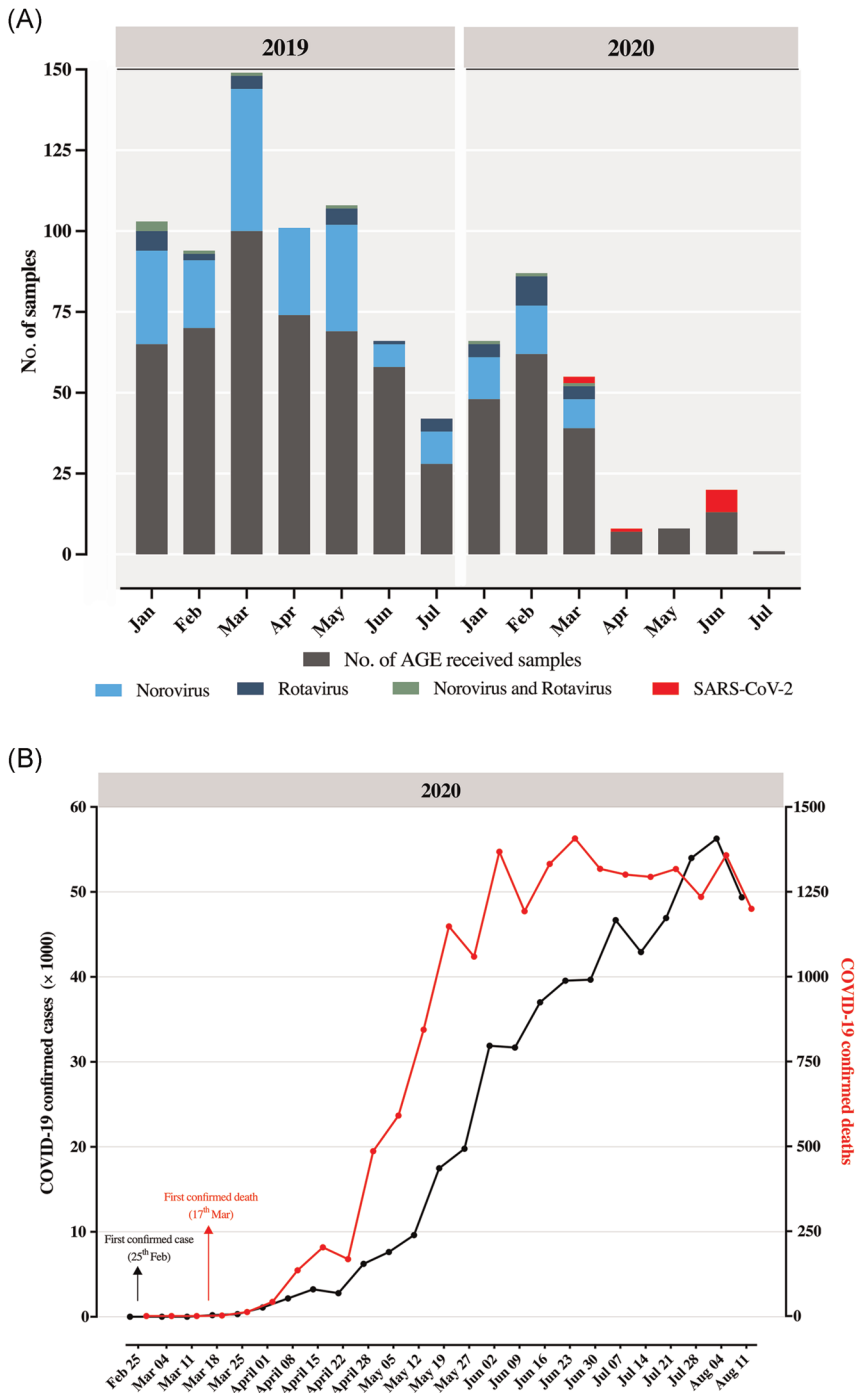 (A)
2019 2020
150
125
100
75
50
25
0
No. of samples
Jan Feb Mar Apr May Jun Jul Jan Feb Mar Apr May Jun Jul
No. of AGE received samples
Norovirus Rotavirus Norovirus and Rotavirus SARS-CoV-2
(B)
2020
60 1500
50 1250
40 1000
30 750
20 500
10 250
0 0
COVID-19 confirmed cases (× 1000)
COVID-19 confirmed deaths
First confirmed death
(17th Mar)
First confirmed case
(25th Feb)
Feb 25 Mar 04 Mar 11 Mar 18 Mar 25 April 01 April 08 April 15 April 22 April 28 May 05 May 12 May 19 May 27 Jun 02 Jun 09 Jun 16 Jun 23 Jun 30 Jul 07 Jul 14 Jul 21 Jul 28 Aug 04 Aug 11